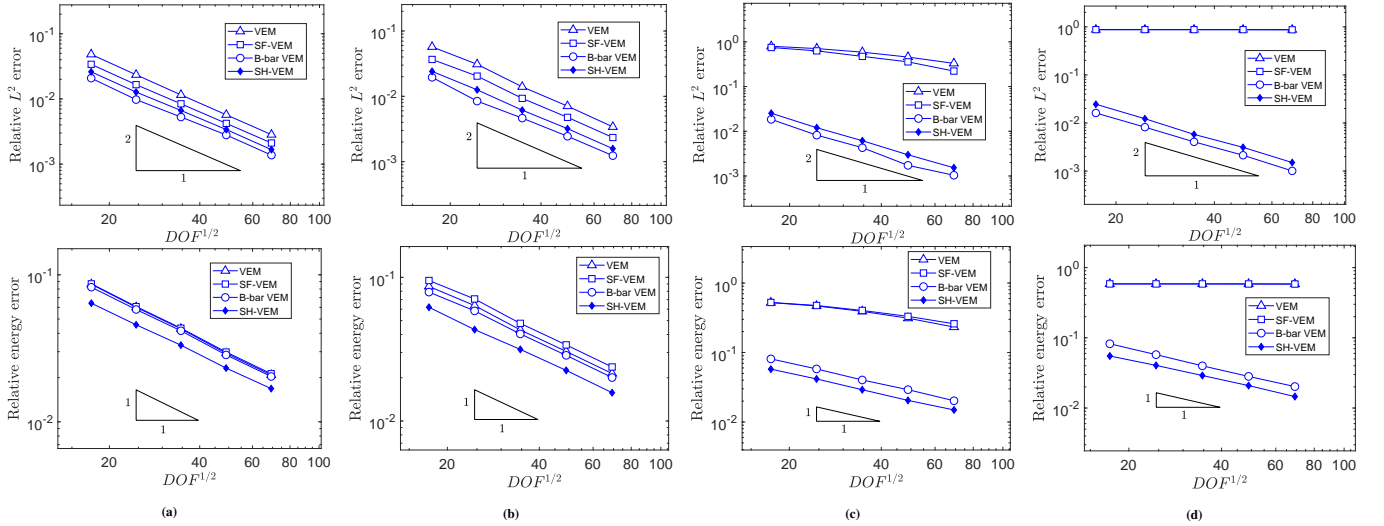 Relative L² error
10⁻¹
10⁻²
10⁻³
VEM
SF-VEM
B-bar VEM
SH-VEM
2
1
20
40
60
80
100
DOF^{1/2}
Relative L² error
10⁻¹
10⁻²
10⁻³
VEM
SF-VEM
B-bar VEM
SH-VEM
2
1
20
40
60
80
100
DOF^{1/2}
Relative L² error
10⁰
10⁻¹
10⁻²
10⁻³
VEM
SF-VEM
B-bar VEM
SH-VEM
2
1
20
40
60
80
100
DOF^{1/2}
Relative L² error
10⁰
10⁻¹
10⁻²
10⁻³
VEM
SF-VEM
B-bar VEM
SH-VEM
2
1
20
40
60
80
100
DOF^{1/2}
Relative energy error
10⁻¹
10⁻²
VEM
SF-VEM
B-bar VEM
SH-VEM
1
1
20
40
60
80
100
DOF^{1/2}
(a)
Relative energy error
10⁻¹
10⁻²
VEM
SF-VEM
B-bar VEM
SH-VEM
1
1
20
40
60
80
100
DOF^{1/2}
(b)
Relative energy error
10⁰
10⁻¹
10⁻²
VEM
SF-VEM
B-bar VEM
SH-VEM
1
1
20
40
60
80
100
DOF^{1/2}
(c)
Relative energy error
10⁰
10⁻¹
10⁻²
VEM
SF-VEM
B-bar VEM
SH-VEM
1
1
20
40
60
80
100
DOF^{1/2}
(d)